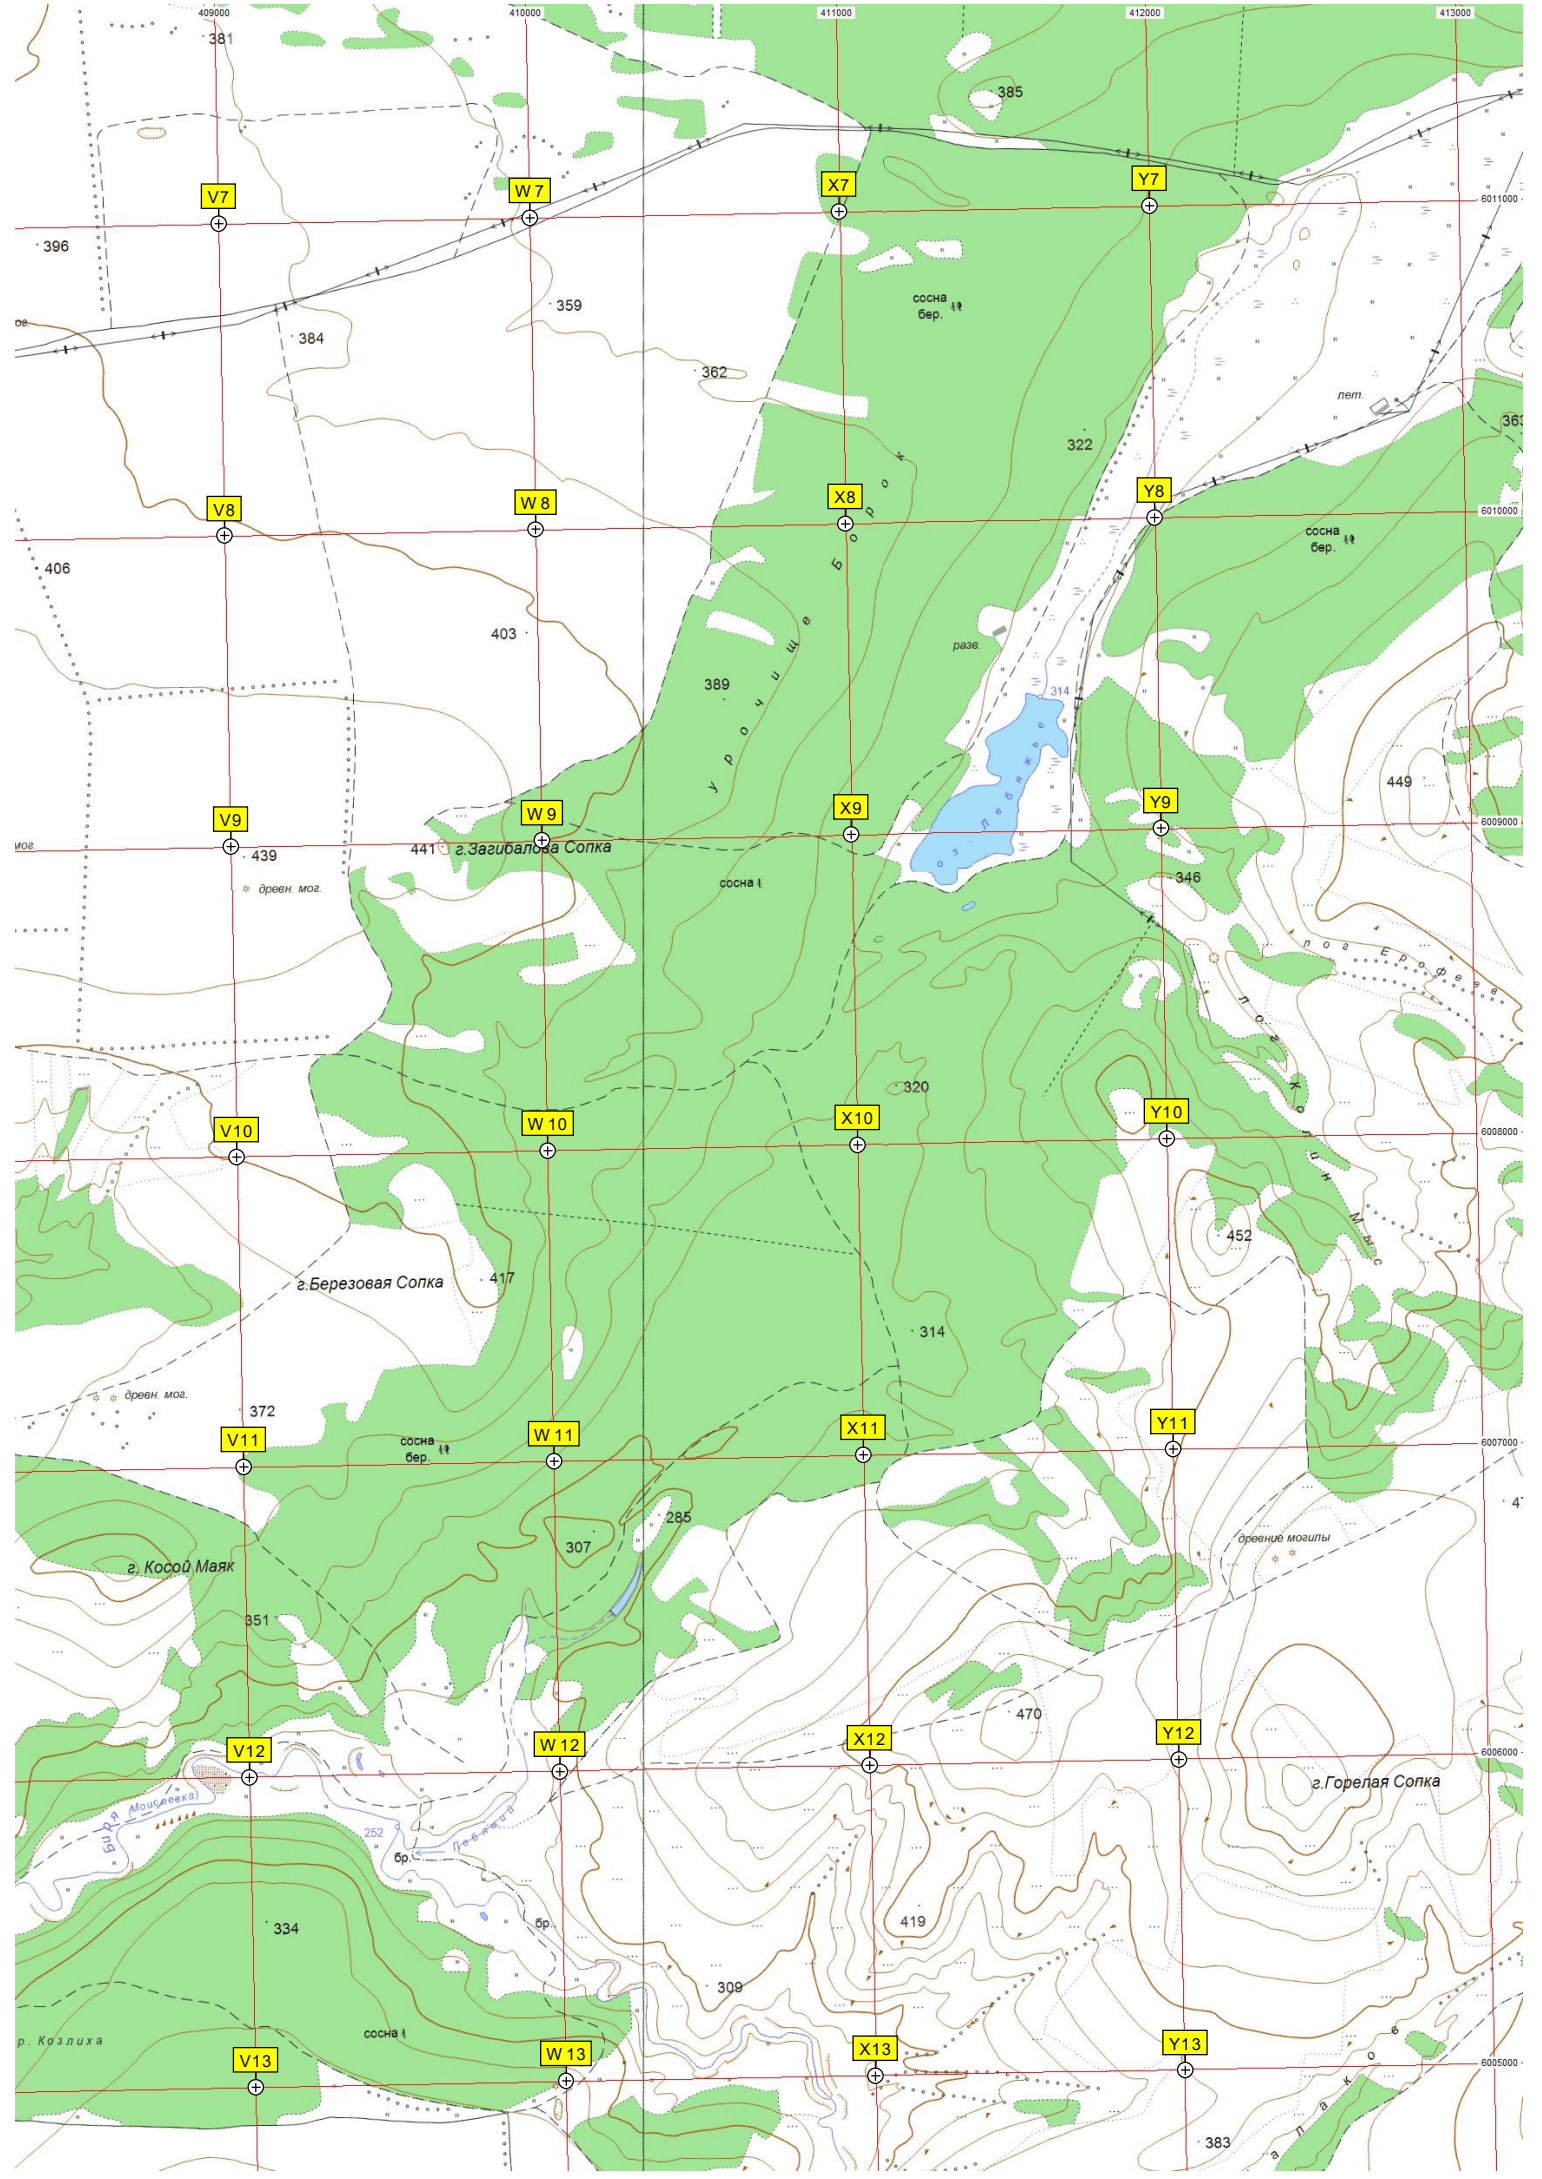 409000 410000 411000 412000 413000
381
385
V7 W 7 X7 Y7
6011000
396
359
сосна
бер.
384
362
лет.
322
V8 W 8 X8 Y8
6010000
сосна
бер.
406
403
разв.
389
314
урочище Борок
оз. Лебяжье
449
V9 W 9 X9 Y9
6009000
мог.
439
441 г.Загибалова Сопка
древн. мог.
сосна
346
лог Ерофеев
лог Колин Мыс
320
V10 W 10 X10 Y10
6008000
452
г.Березовая Сопка
417
314
древн. мог.
372
V11 W 11 X11 Y11
6007000
сосна
бер.
285
307
древние могилы
г. Косой Маяк
351
470
V12 W 12 X12 Y12
6006000
г.Горелая Сопка
(Моисеевка)
252
Лебяжий
бр.
бр.
334
419
309
р. Козлиха
сосна
V13 W 13 X13 Y13
6005000
383